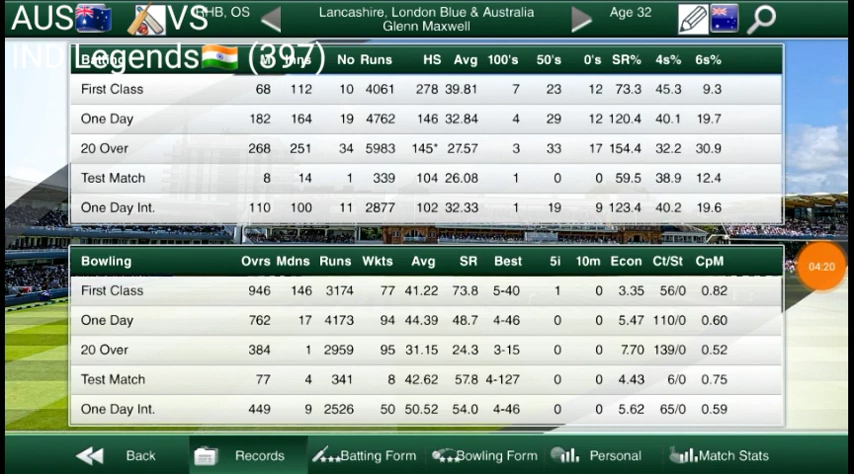 AUS🇦🇺🏏VS
RHB, OS
Lancashire, London Blue & Australia
Glenn Maxwell
Age 32
IND Legends🇮🇳 (397)
No Runs HS Avg 100's 50's 0's SR% 4s% 6s%
First Class 68 112 10 4061 278 39.81 7 23 12 73.3 45.3 9.3
One Day 182 164 19 4762 146 32.84 4 29 12 120.4 40.1 19.7
20 Over 268 251 34 5983 145* 27.57 3 33 17 154.4 32.2 30.9
Test Match 8 14 1 339 104 26.08 1 0 0 59.5 38.9 12.4
One Day Int. 110 100 11 2877 102 32.33 1 19 9 123.4 40.2 19.6
Bowling Ovrs Mdns Runs Wkts Avg SR Best 5i 10m Econ Ct/St CpM
First Class 946 146 3174 77 41.22 73.8 5-40 1 0 3.35 56/0 0.82
One Day 762 17 4173 94 44.39 48.7 4-46 0 0 5.47 110/0 0.60
20 Over 384 1 2959 95 31.15 24.3 3-15 0 0 7.70 139/0 0.52
Test Match 77 4 341 8 42.62 57.8 4-127 0 0 4.43 6/0 0.75
One Day Int. 449 9 2526 50 50.52 54.0 4-46 0 0 5.62 65/0 0.59
04:20
Back Records Batting Form Bowling Form Personal Match Stats